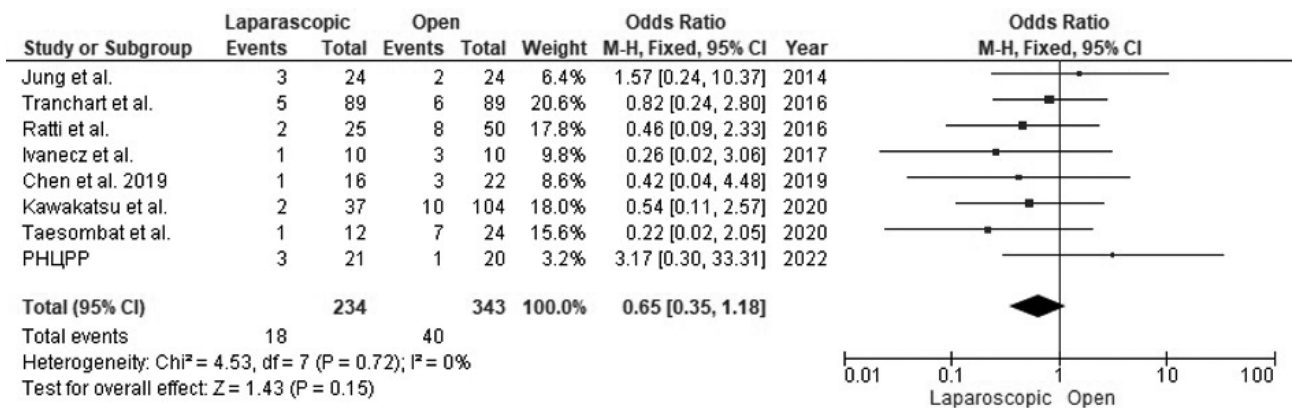 Laparascopic Open Odds Ratio Odds Ratio
Study or Subgroup Events Total Events Total Weight M-H, Fixed, 95% CI Year M-H, Fixed, 95% CI
Jung et al. 3 24 2 24 6.4% 1.57 [0.24, 10.37] 2014
Tranchart et al. 5 89 6 89 20.6% 0.82 [0.24, 2.80] 2016
Ratti et al. 2 25 8 50 17.8% 0.46 [0.09, 2.33] 2016
Ivanecz et al. 1 10 3 10 9.8% 0.26 [0.02, 3.06] 2017
Chen et al. 2019 1 16 3 22 8.6% 0.42 [0.04, 4.48] 2019
Kawakatsu et al. 2 37 10 104 18.0% 0.54 [0.11, 2.57] 2020
Taesombat et al. 1 12 7 24 15.6% 0.22 [0.02, 2.05] 2020
РНЦРР 3 21 1 20 3.2% 3.17 [0.30, 33.31] 2022
Total (95% CI) 234 343 100.0% 0.65 [0.35, 1.18]
Total events 18 40
Heterogeneity: Chi² = 4.53, df = 7 (P = 0.72); I² = 0%
Test for overall effect: Z = 1.43 (P = 0.15)
0.01 0.1 1 10 100
Laparoscopic Open